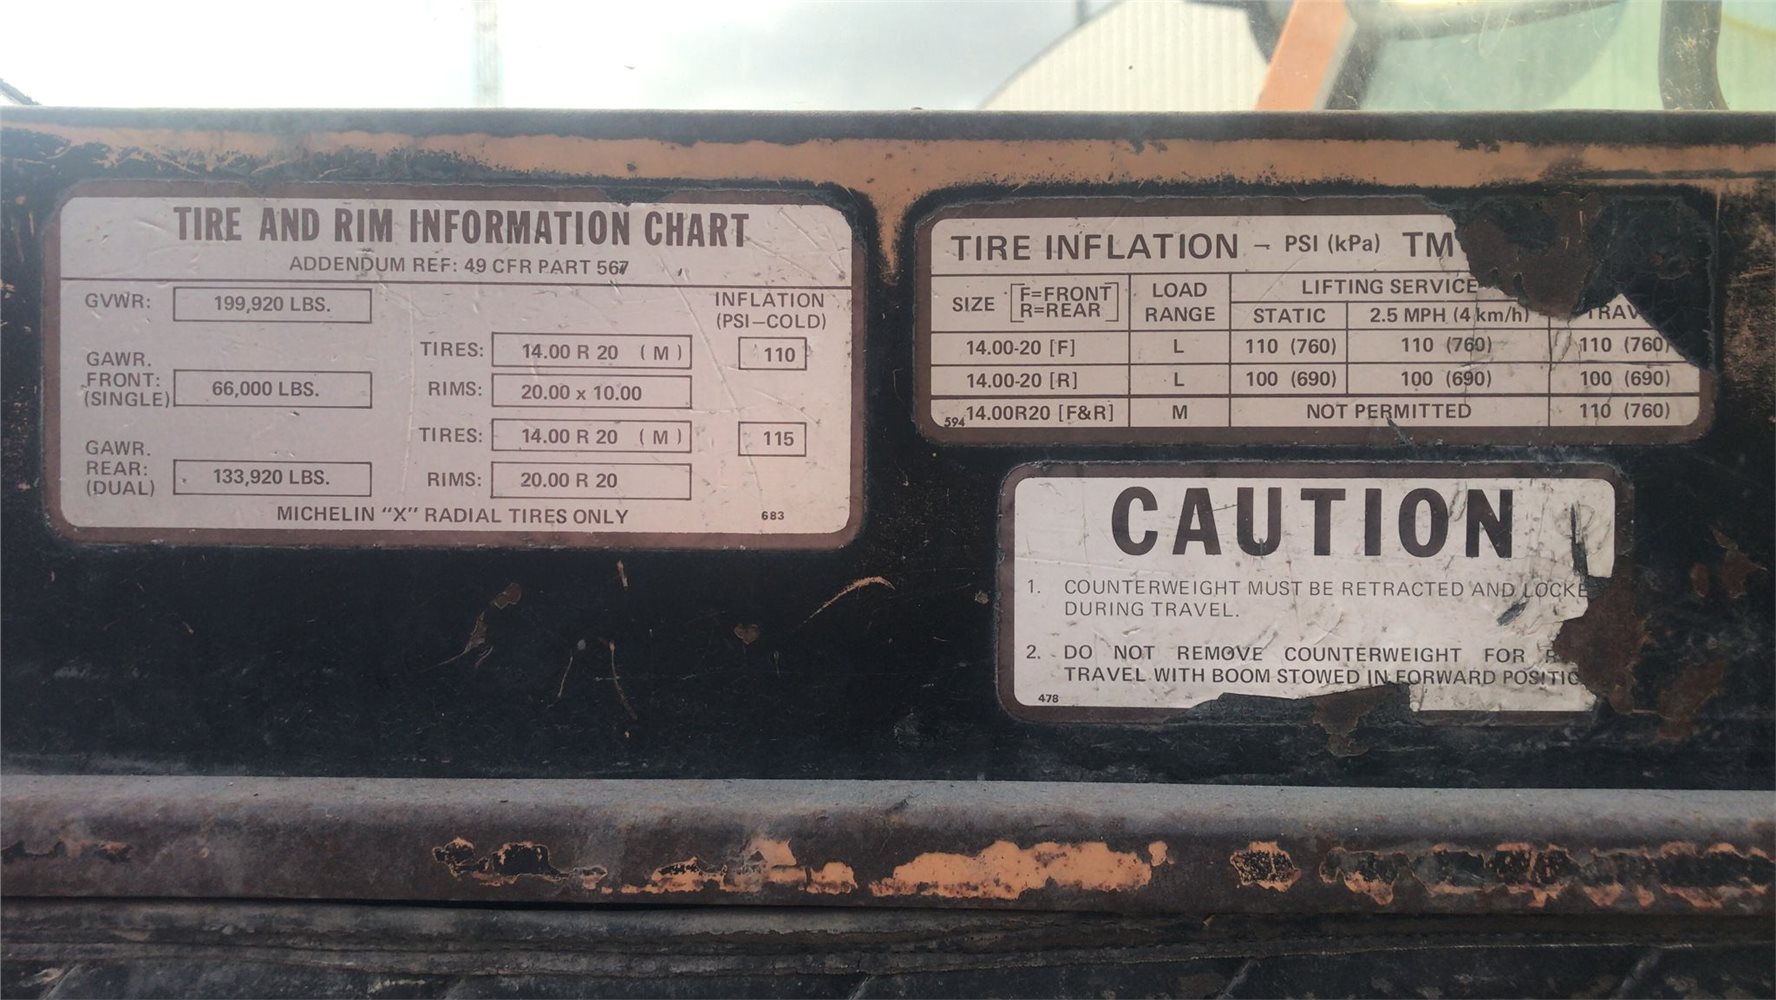 TIRE AND RIM INFORMATION CHART
ADDENDUM REF: 49 CFR PART 567
GVWR: 199,920 LBS.
INFLATION
(PSI—COLD)
GAWR.
FRONT:
(SINGLE)
66,000 LBS.
TIRES: 14.00 R 20 (M) 110
RIMS: 20.00 x 10.00
GAWR.
REAR:
(DUAL)
133,920 LBS.
TIRES: 14.00 R 20 (M) 115
RIMS: 20.00 R 20
MICHELIN "X" RADIAL TIRES ONLY 683
TIRE INFLATION — PSI (kPa) TM
SIZE [F=FRONT R=REAR] LOAD RANGE LIFTING SERVICE
STATIC 2.5 MPH (4 km/h) TRAV
14.00-20 [F] L 110 (760) 110 (760) 110 (760)
14.00-20 [R] L 100 (690) 100 (690) 100 (690)
14.00R20 [F&R] M NOT PERMITTED 110 (760)
594
CAUTION
1. COUNTERWEIGHT MUST BE RETRACTED AND LOCKE
DURING TRAVEL.
2. DO NOT REMOVE COUNTERWEIGHT FOR
TRAVEL WITH BOOM STOWED IN FORWARD POSITIO
478